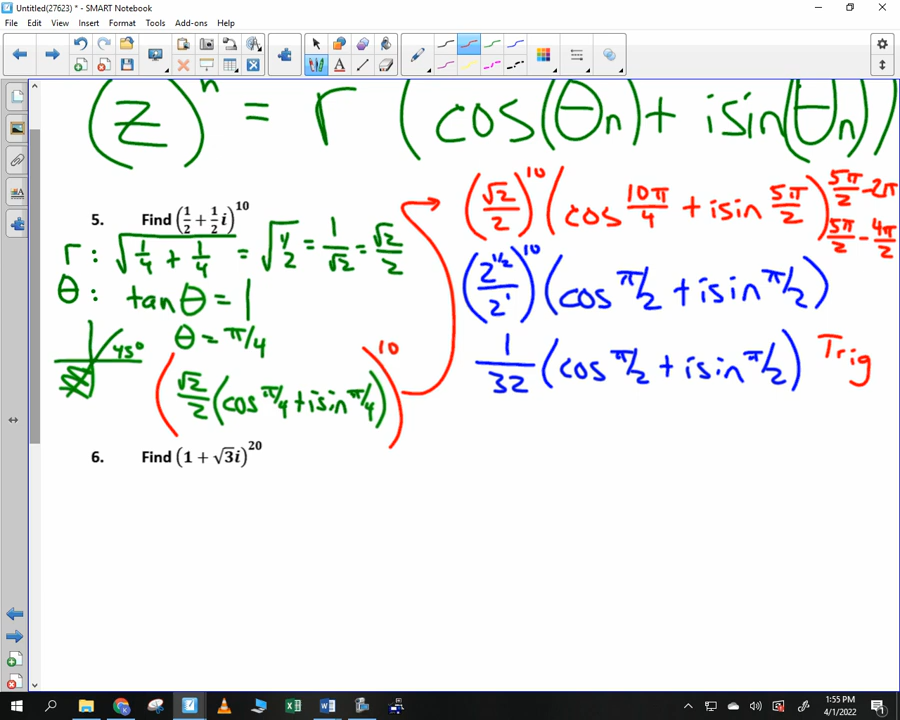 Untitled(27623) * - SMART Notebook
File Edit View Insert Format Tools Add-ons Help
(z)ⁿ = r (cos(θn) + isin(θn))
5. Find (1/2 + 1/2 i)^10
r: √(1/4 + 1/4) = √(1/2) = 1/√2 = √2/2
θ: tanθ = 1
θ = π/4
45°
(√2/2 (cos π/4 + isin π/4))^10
(√2/2)^10 (cos 10π/4 + isin 5π/2) 5π/2 - 2π
5π/2 - 4π/2
(2^(1/2)/2^1)^10 (cos π/2 + isin π/2)
1/32 (cos π/2 + isin π/2) Trig
6. Find (1 + √3i)^20
1:55 PM
4/1/2022